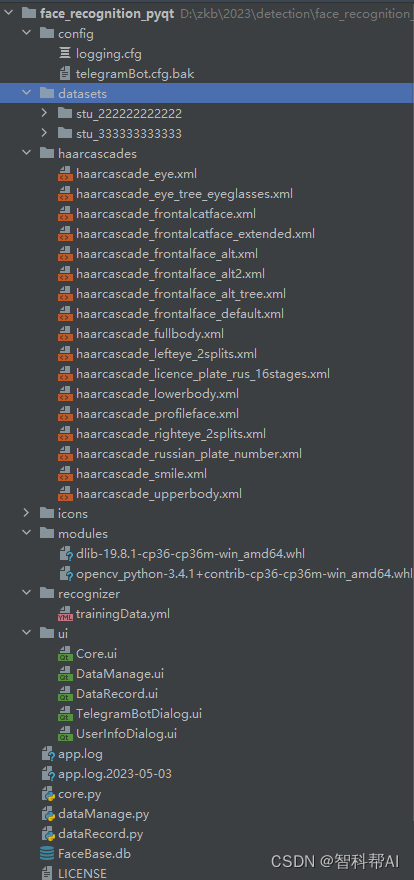 face_recognition_pyqt D:\zkb\2023\detection\face_recognition_
config
logging.cfg
telegramBot.cfg.bak
datasets
stu_222222222222
stu_333333333333
haarcascades
haarcascade_eye.xml
haarcascade_eye_tree_eyeglasses.xml
haarcascade_frontalcatface.xml
haarcascade_frontalcatface_extended.xml
haarcascade_frontalface_alt.xml
haarcascade_frontalface_alt2.xml
haarcascade_frontalface_alt_tree.xml
haarcascade_frontalface_default.xml
haarcascade_fullbody.xml
haarcascade_lefteye_2splits.xml
haarcascade_licence_plate_rus_16stages.xml
haarcascade_lowerbody.xml
haarcascade_profileface.xml
haarcascade_righteye_2splits.xml
haarcascade_russian_plate_number.xml
haarcascade_smile.xml
haarcascade_upperbody.xml
icons
modules
dlib-19.8.1-cp36-cp36m-win_amd64.whl
opencv_python-3.4.1+contrib-cp36-cp36m-win_amd64.whl
recognizer
trainingData.yml
ui
Core.ui
DataManage.ui
DataRecord.ui
TelegramBotDialog.ui
UserInfoDialog.ui
app.log
app.log.2023-05-03
core.py
dataManage.py
dataRecord.py
FaceBase.db
LICENSE
CSDN @智科帮AI